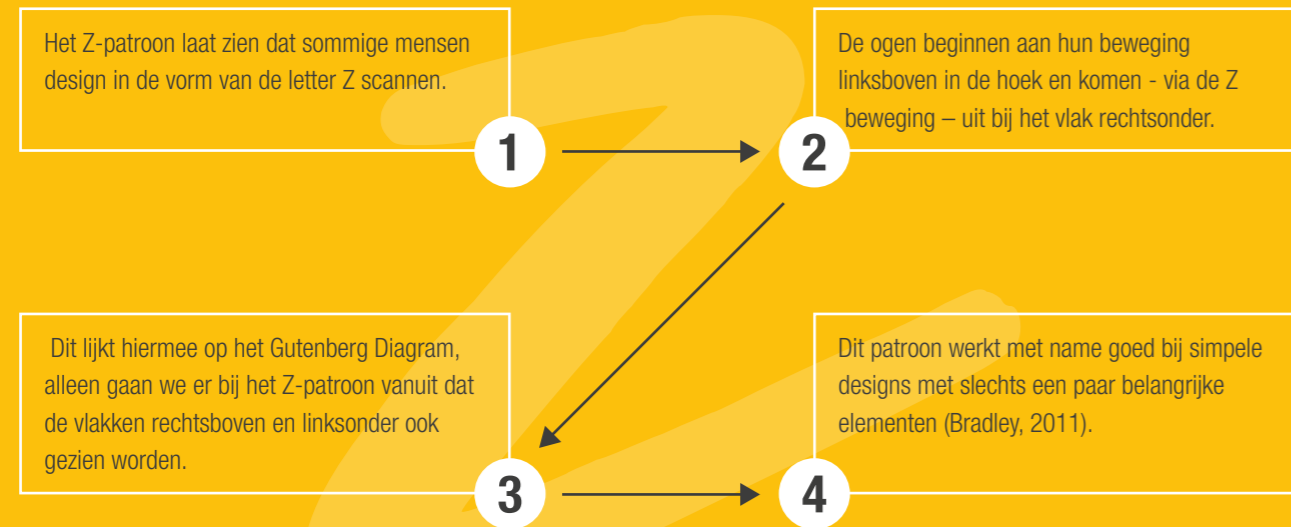 Het Z-patroon laat zien dat sommige mensen
design in de vorm van de letter Z scannen.
1
De ogen beginnen aan hun beweging
linksboven in de hoek en komen - via de Z
beweging – uit bij het vlak rechtsonder.
2
Dit lijkt hiermee op het Gutenberg Diagram,
alleen gaan we er bij het Z-patroon vanuit dat
de vlakken rechtsboven en linksonder ook
gezien worden.
3
Dit patroon werkt met name goed bij simpele
designs met slechts een paar belangrijke
elementen (Bradley, 2011).
4